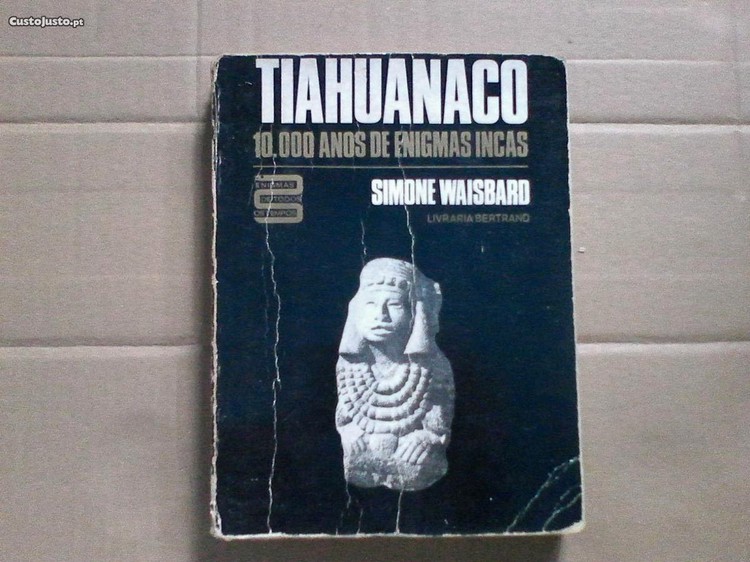 CustoJusto.pt
TIAHUANACO
10.000 ANOS DE ENIGMAS INCAS
SIMONE WAISBARD
LIVRARIA BERTRAND
ENIGMAS
DE TODOS
OS TEMPOS